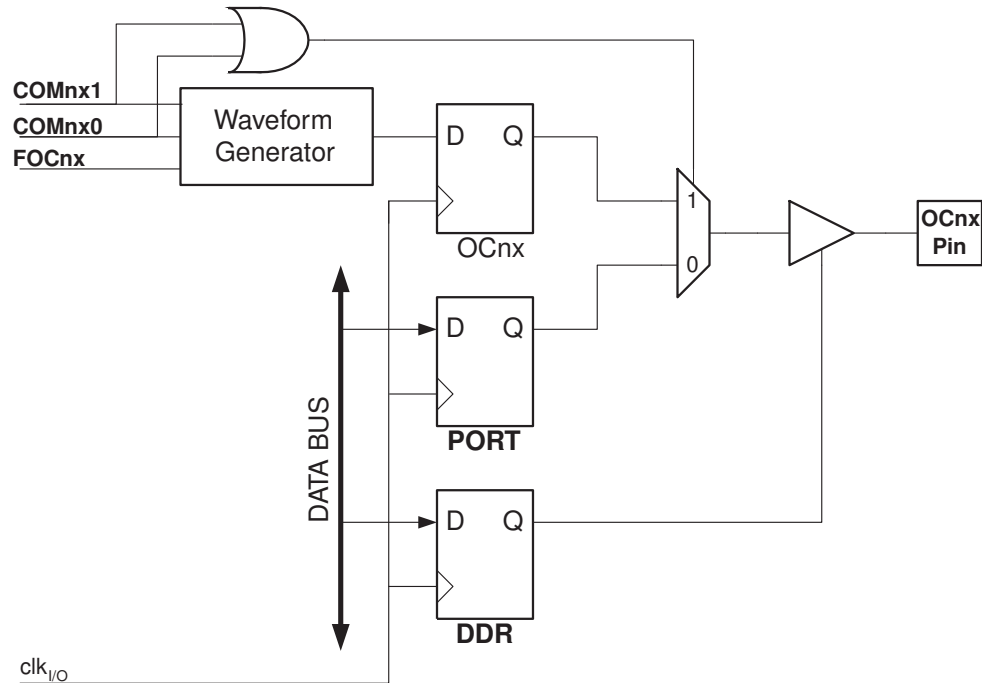 COMnx1
COMnx0
FOCnx
Waveform
Generator
D Q
OCnx
1
0
OCnx
Pin
DATA BUS
D Q
PORT
D Q
DDR
clkI/O